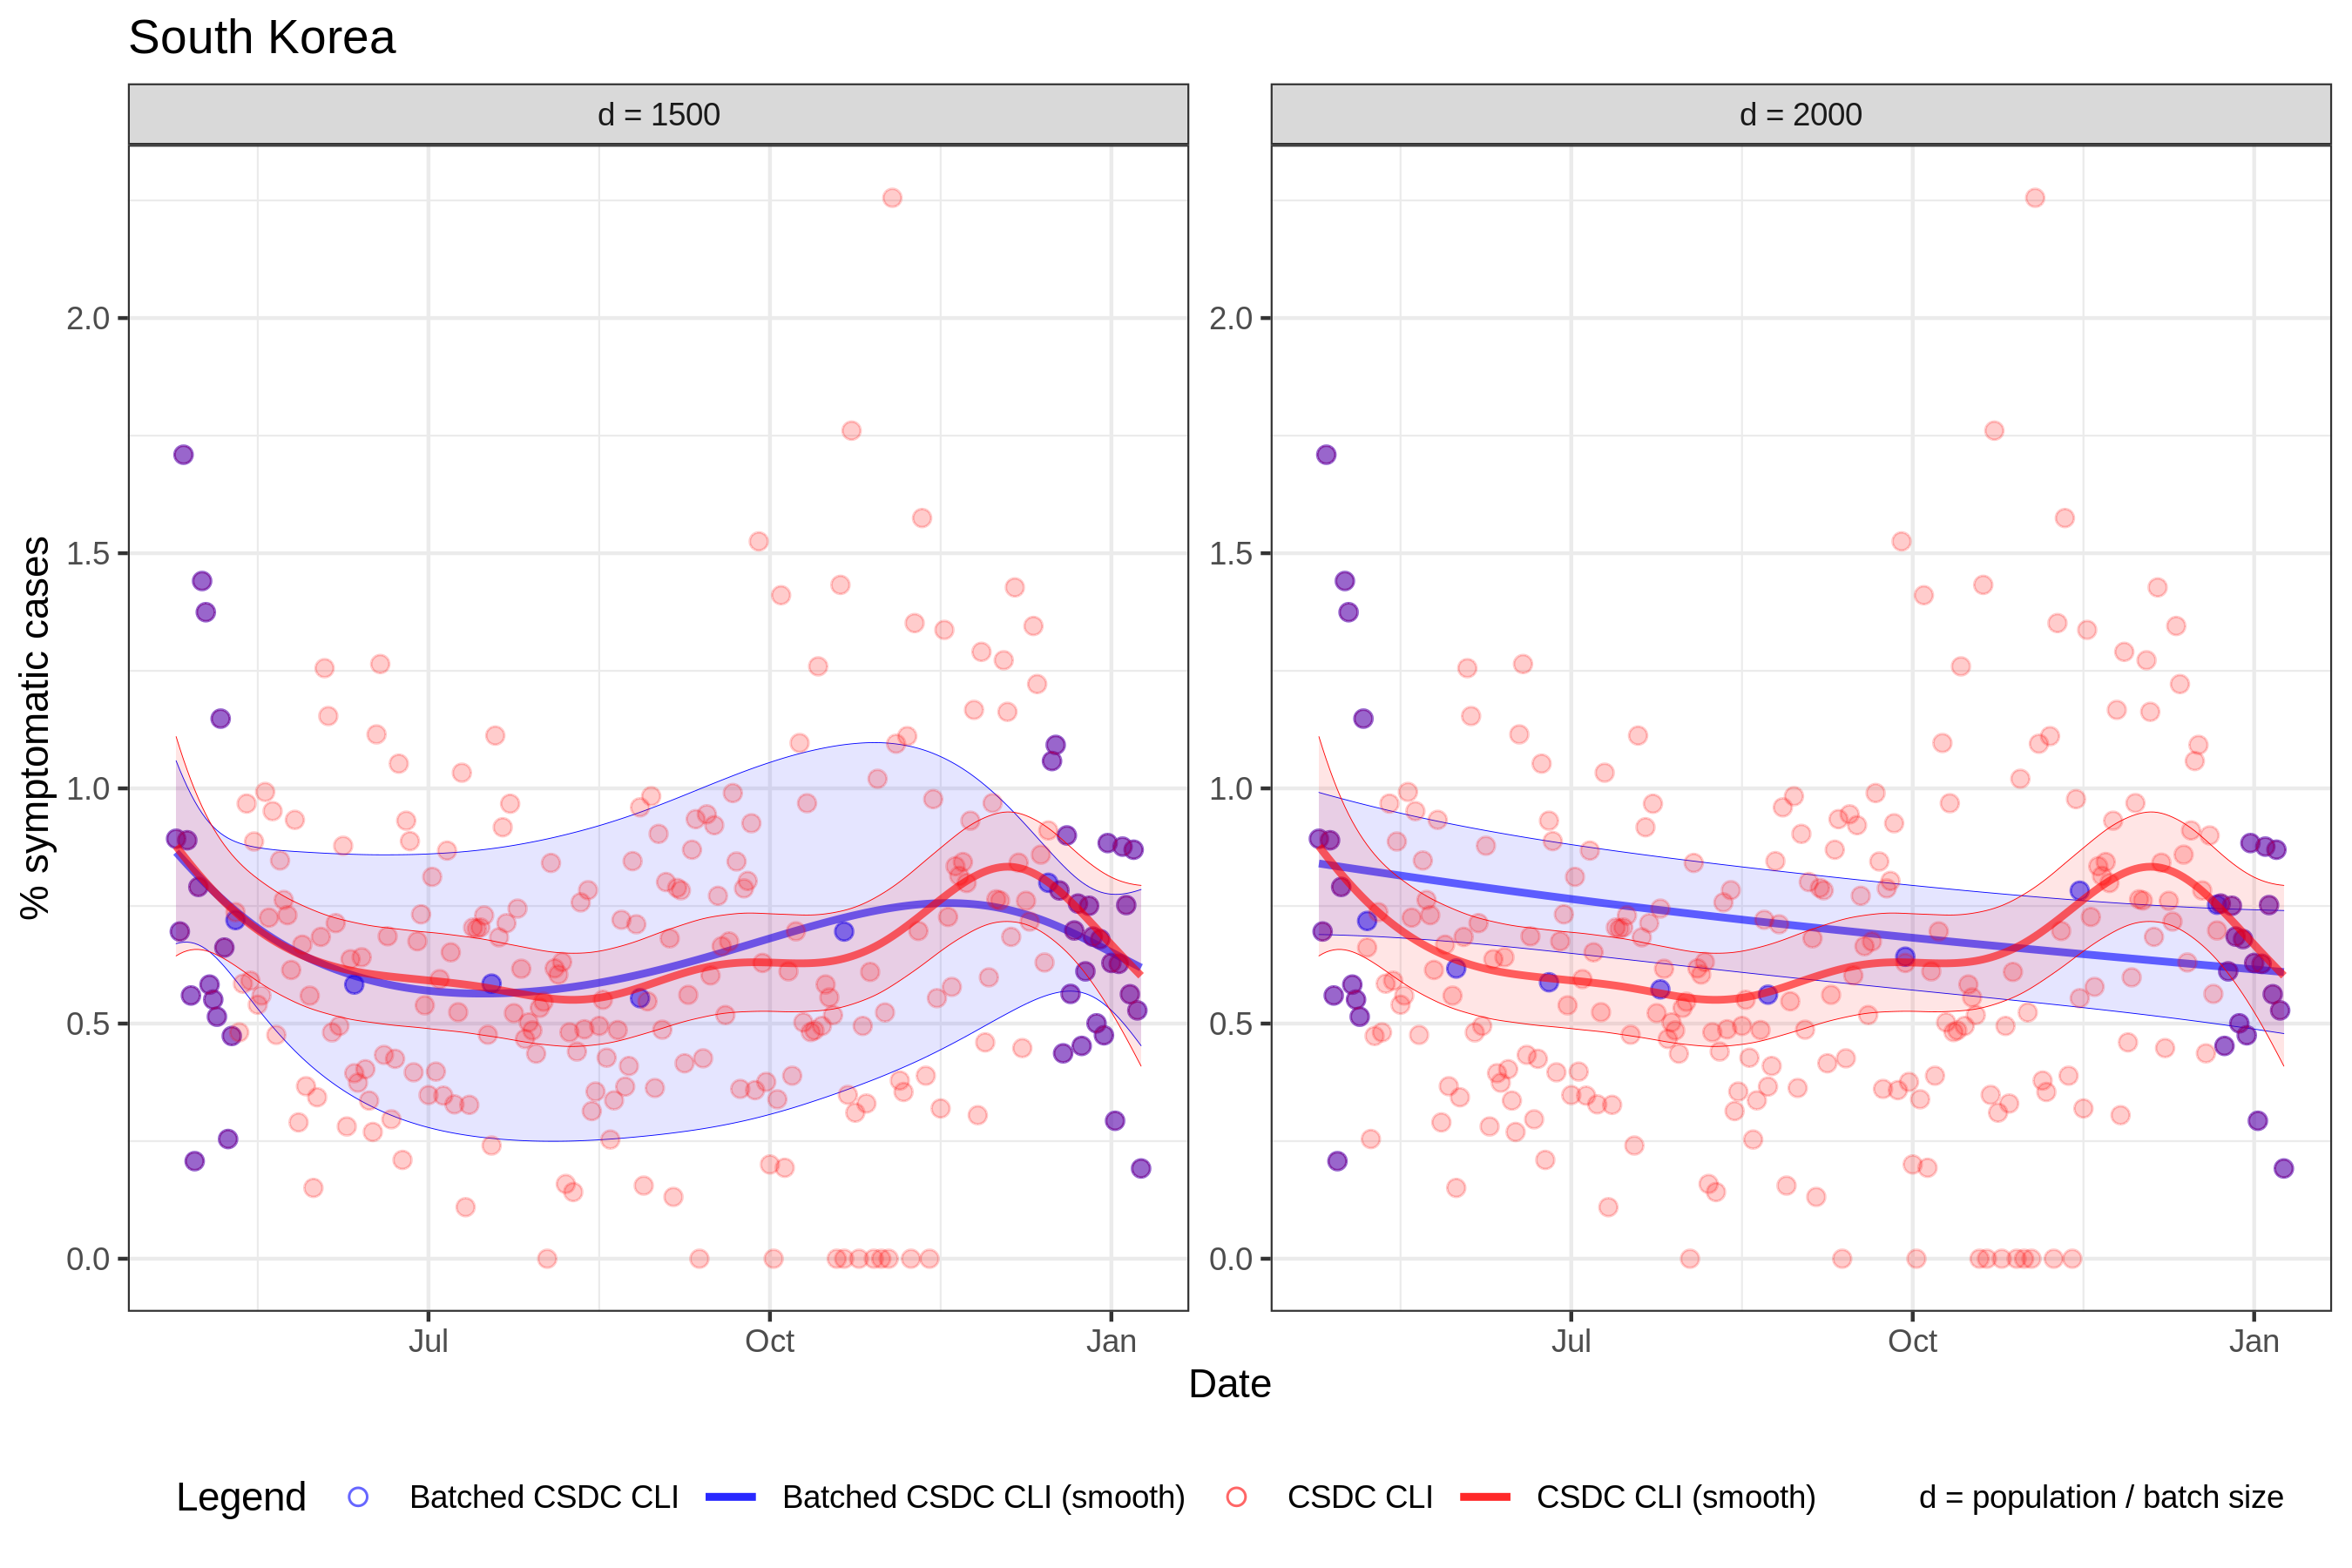 South Korea
d = 1500
d = 2000
% symptomatic cases
2.0
1.5
1.0
0.5
0.0
2.0
1.5
1.0
0.5
0.0
Jul
Oct
Jan
Jul
Oct
Jan
Date
Legend
Batched CSDC CLI
Batched CSDC CLI (smooth)
CSDC CLI
CSDC CLI (smooth)
d = population / batch size